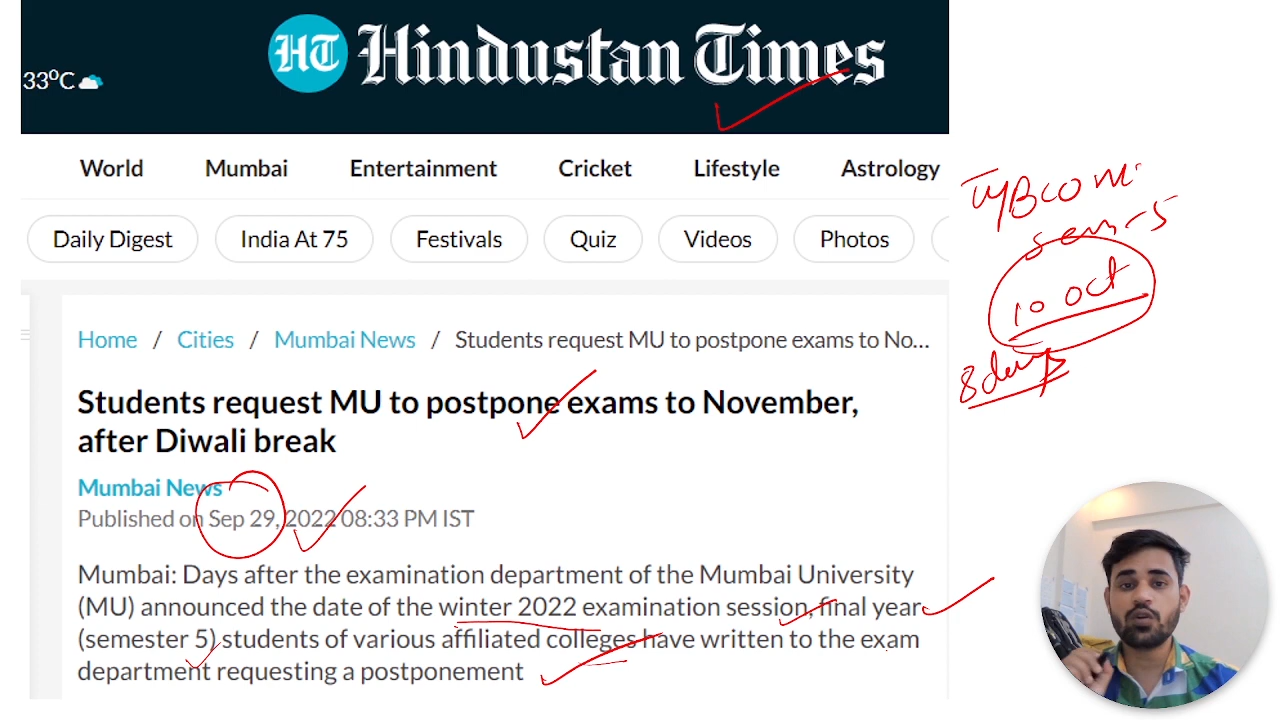 HT Hindustan Times
33°C
World Mumbai Entertainment Cricket Lifestyle Astrology
Daily Digest India At 75 Festivals Quiz Videos Photos
Home / Cities / Mumbai News / Students request MU to postpone exams to No...
Students request MU to postpone exams to November,
after Diwali break
Mumbai News
Published on Sep 29, 2022 08:33 PM IST
Mumbai: Days after the examination department of the Mumbai University
(MU) announced the date of the winter 2022 examination session, final year
(semester 5) students of various affiliated colleges have written to the exam
department requesting a postponement
TYBCOM
sem-5
10 oct
8 days